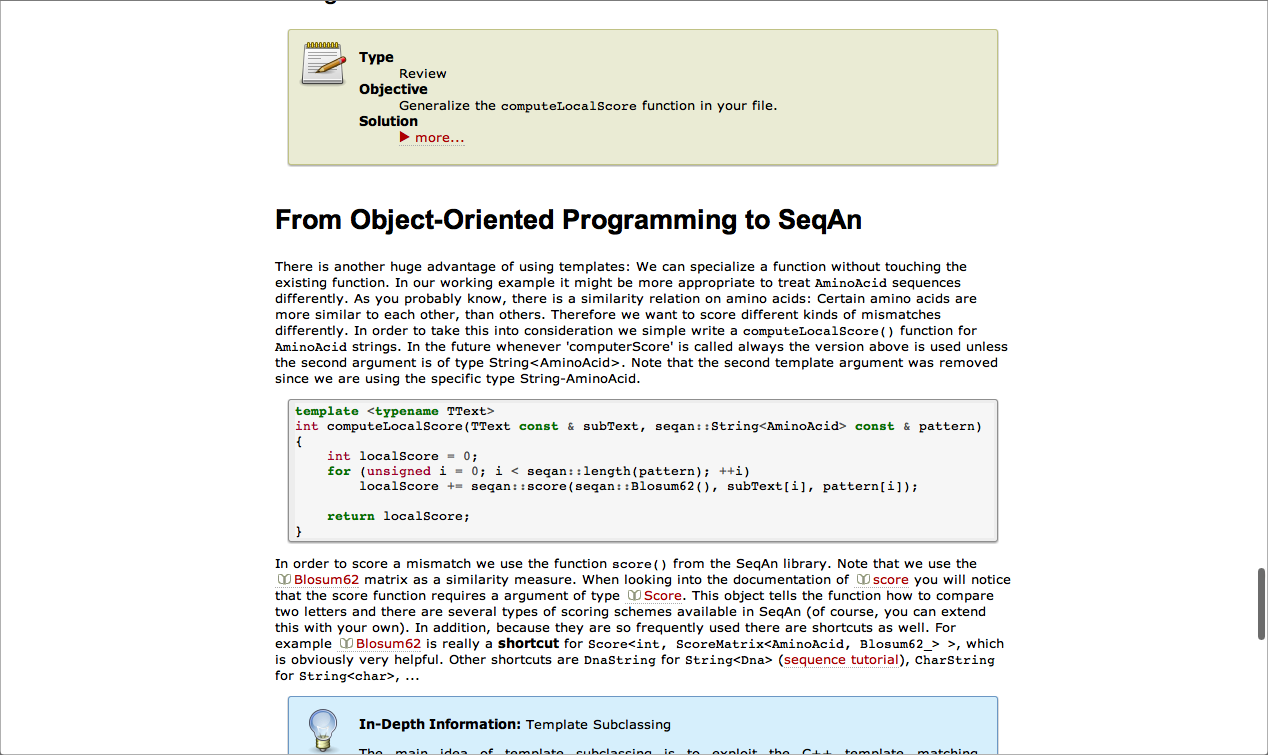 Type
Review
Objective
Generalize the computeLocalScore function in your file.
Solution
▶ more...
From Object-Oriented Programming to SeqAn
There is another huge advantage of using templates: We can specialize a function without touching the
existing function. In our working example it might be more appropriate to treat AminoAcid sequences
differently. As you probably know, there is a similarity relation on amino acids: Certain amino acids are
more similar to each other, than others. Therefore we want to score different kinds of mismatches
differently. In order to take this into consideration we simple write a computeLocalScore() function for
AminoAcid strings. In the future whenever 'computerScore' is called always the version above is used unless
the second argument is of type String<AminoAcid>. Note that the second template argument was removed
since we are using the specific type String-AminoAcid.
template <typename TText>
int computeLocalScore(TText const & subText, seqan::String<AminoAcid> const & pattern)
{
    int localScore = 0;
    for (unsigned i = 0; i < seqan::length(pattern); ++i)
        localScore += seqan::score(seqan::Blosum62(), subText[i], pattern[i]);
    return localScore;
}
In order to score a mismatch we use the function score() from the SeqAn library. Note that we use the
Blosum62 matrix as a similarity measure. When looking into the documentation of score you will notice
that the score function requires a argument of type Score. This object tells the function how to compare
two letters and there are several types of scoring schemes available in SeqAn (of course, you can extend
this with your own). In addition, because they are so frequently used there are shortcuts as well. For
example Blosum62 is really a shortcut for Score<int, ScoreMatrix<AminoAcid, Blosum62_> >, which
is obviously very helpful. Other shortcuts are DnaString for String<Dna> (sequence tutorial), CharString
for String<char>, ...
In-Depth Information: Template Subclassing
The main idea of template subclassing is to exploit the C++ template matching